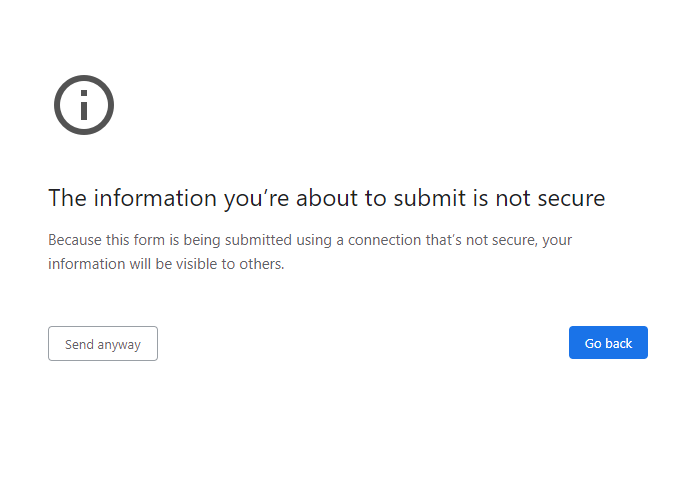 The information you’re about to submit is not secure
Because this form is being submitted using a connection that’s not secure, your
information will be visible to others.
Send anyway
Go back